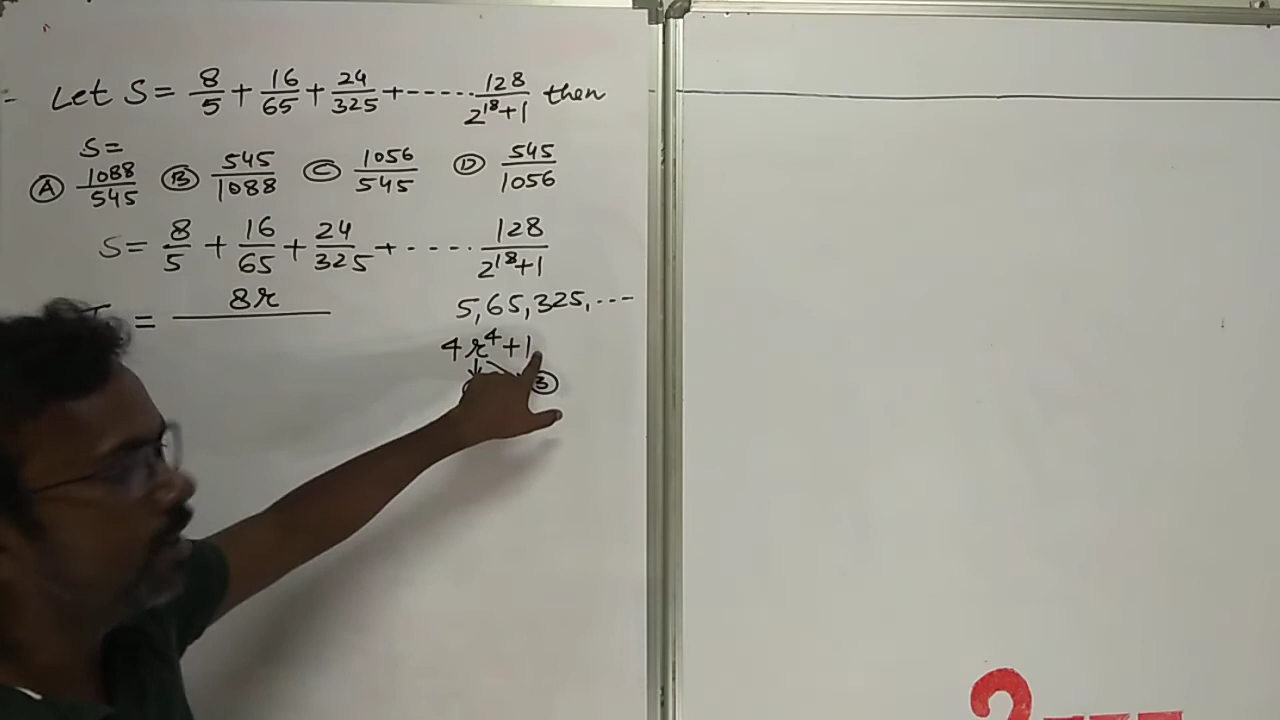 Let S = 8/5 + 16/65 + 24/325 + ------ 128/(2^18+1) then
S =
Ⓐ 1088/545 Ⓑ 545/1088 Ⓒ 1056/545 Ⓓ 545/1056
S = 8/5 + 16/65 + 24/325 + ---- 128/(2^18+1)
= 8r/
5, 65, 325, ---
4r^4+1
③